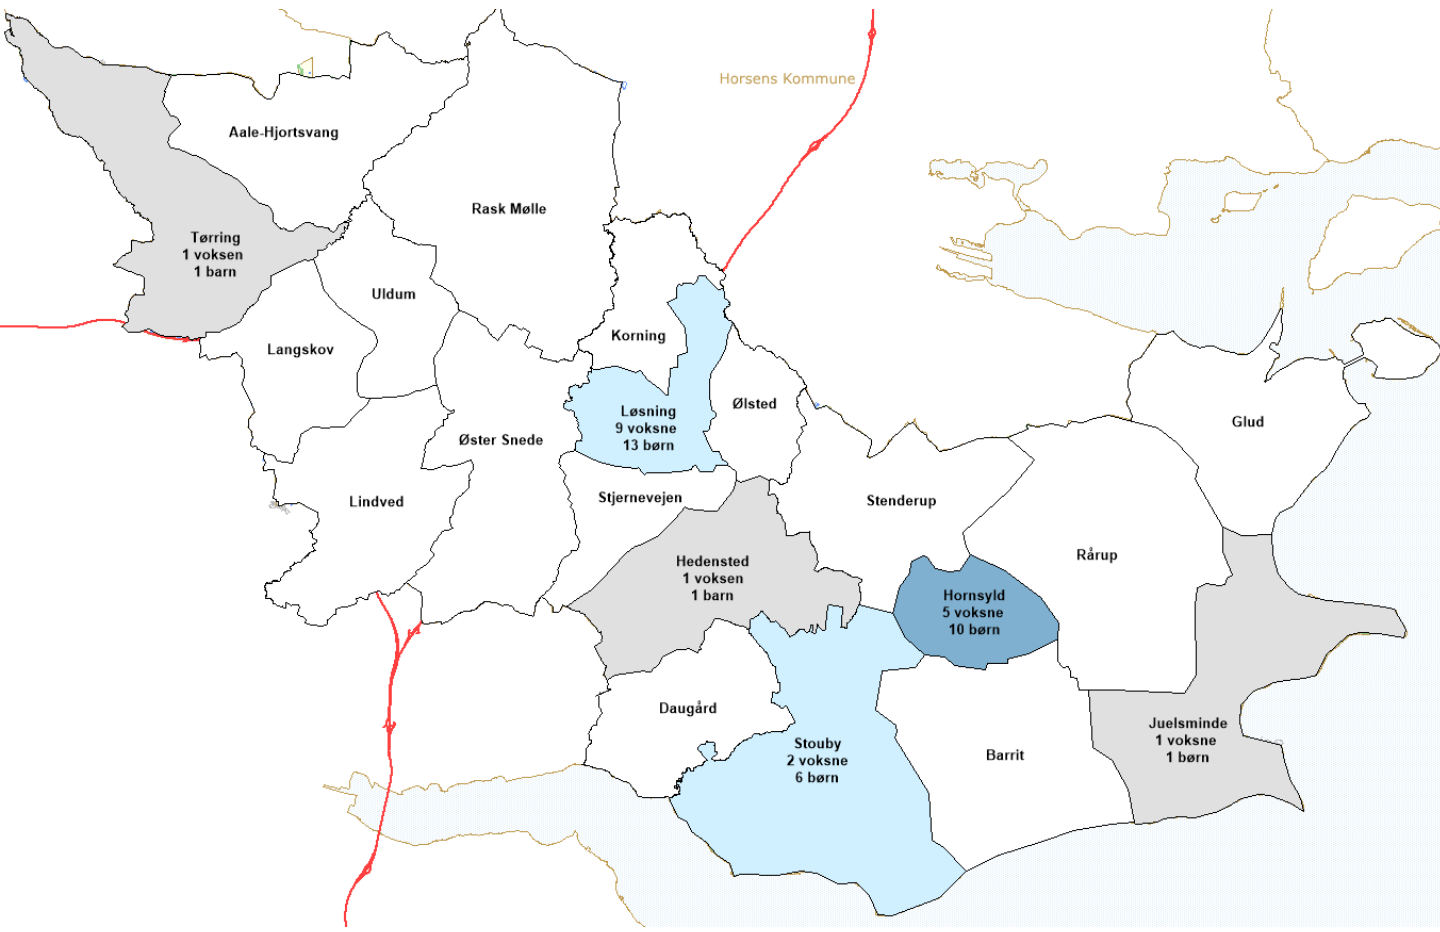 Horsens Kommune
Aale-Hjortsvang
Rask Mølle
Tørring
1 voksen
1 barn
Uldum
Korning
Langskov
Ølsted
Løsning
9 voksne
13 børn
Glud
Øster Snede
Stjernevejen
Lindved
Stenderup
Rårup
Hedensted
1 voksen
1 barn
Hornsyld
5 voksne
10 børn
Daugård
Juelsminde
1 voksne
1 børn
Stouby
2 voksne
6 børn
Barrit